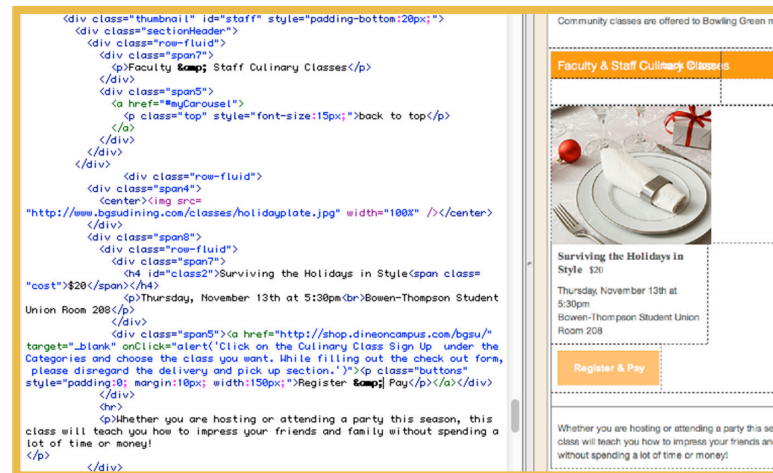 <div class="thumbnail" id="staff" style="padding-bottom:20px;">
<div class="sectionHeader">
<div class="row-fluid">
<div class="span7">
<p>Faculty &amp; Staff Culinary Classes</p>
</div>
<div class="span5">
<a href="#myCarousel">
<p class="top" style="font-size:15px;">back to top</p>
</a>
</div>
</div>
</div>
<div class="row-fluid">
<div class="span4">
<center><img src=
"http://www.bgsudining.com/classes/holidayplate.jpg" width="100%" /></center>
</div>
<div class="span8">
<div class="row-fluid">
<div class="span7">
<h4 id="class2">Surviving the Holidays in Style<span class=
"cost">$20</span></h4>
<p>Thursday, November 13th at 5:30pm<br>Bowen-Thompson Student
Union Room 208</p>
</div>
<div class="span5"><a href="http://shop.dineoncampus.com/bgsu/"
target="_blank" onClick="alert('Click on the Culinary Class Sign Up  under the
Categories and choose the class you want. While filling out the check out form,
please disregard the delivery and pick up section.')"><p class="buttons"
style="padding:0; margin:10px; width:150px;">Register &amp; Pay</p></a></div>
</div>
<hr>
<p>Whether you are hosting or attending a party this season, this
class will teach you how to impress your friends and family without spending a
lot of time or money!
</p>
</div>
Community classes are offered to Bowling Green
Faculty & Staff Culinary Classes
Surviving the Holidays in
Style $20
Thursday, November 13th at
5:30pm
Bowen-Thompson Student Union
Room 208
Register & Pay
Whether you are hosting or attending a party this
class will teach you how to impress your friends
without spending a lot of time or money!